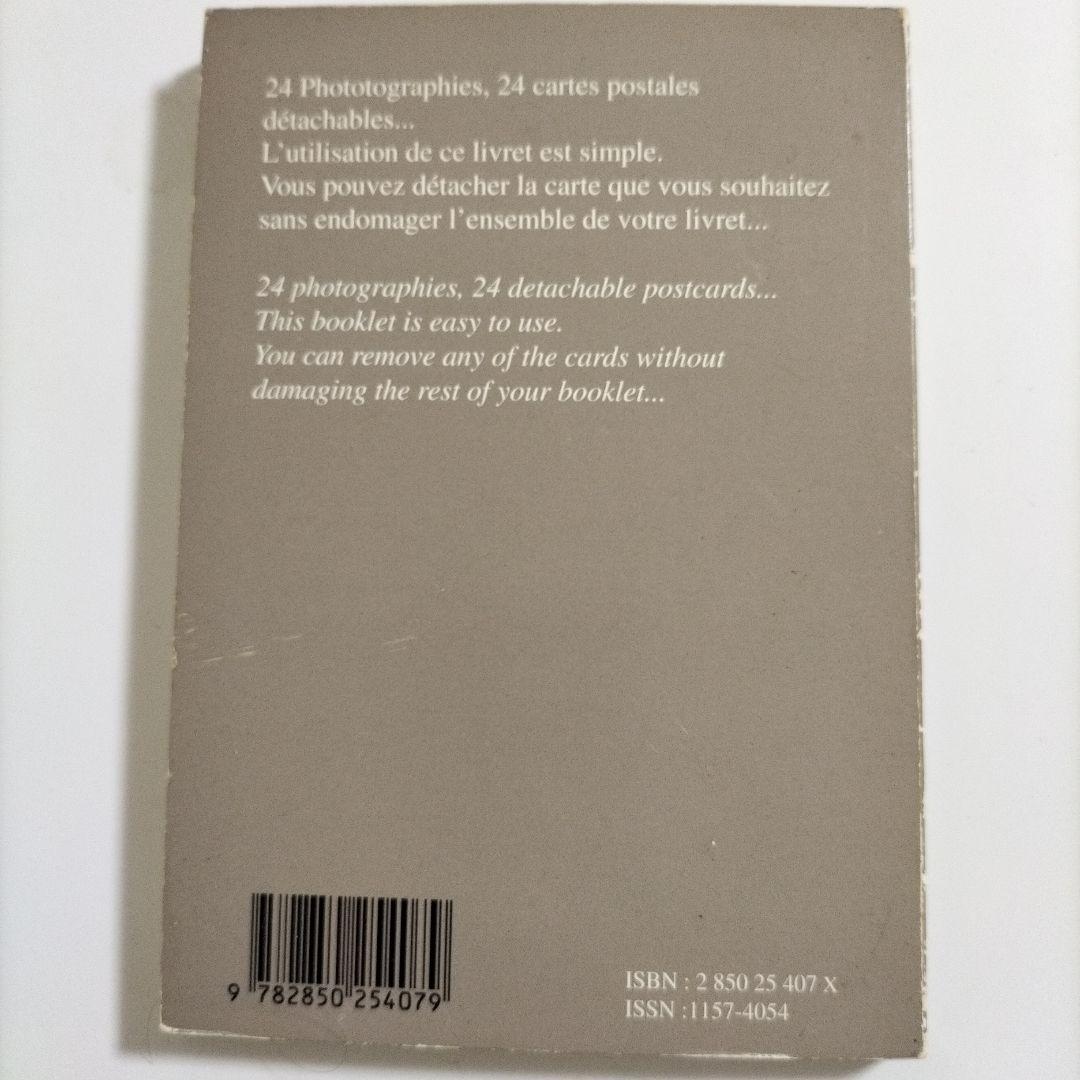 24 Phototographies, 24 cartes postales
détachables...
L'utilisation de ce livret est simple.
Vous pouvez détacher la carte que vous souhaitez
sans endomager l'ensemble de votre livret...
24 photographies, 24 detachable postcards...
This booklet is easy to use.
You can remove any of the cards without
damaging the rest of your booklet...
9 782850 254079
ISBN : 2 850 25 407 X
ISSN :1157-4054